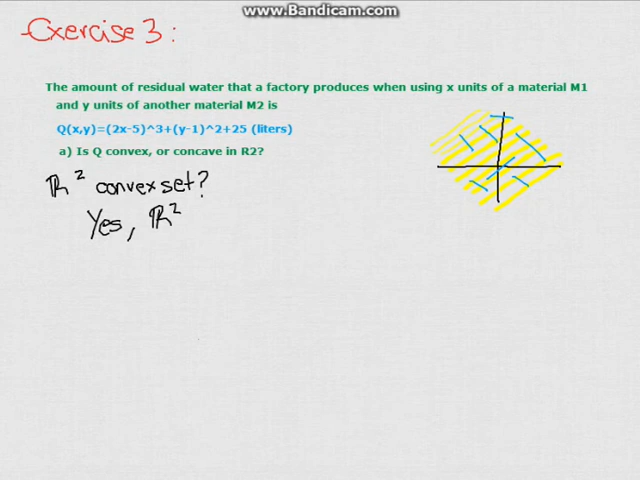 www.Bandicam.com
Exercise 3:
The amount of residual water that a factory produces when using x units of a material M1
and y units of another material M2 is
Q(x,y)=(2x-5)^3+(y-1)^2+25 (liters)
a) Is Q convex, or concave in R2?
ℝ² convex set?
Yes, ℝ²